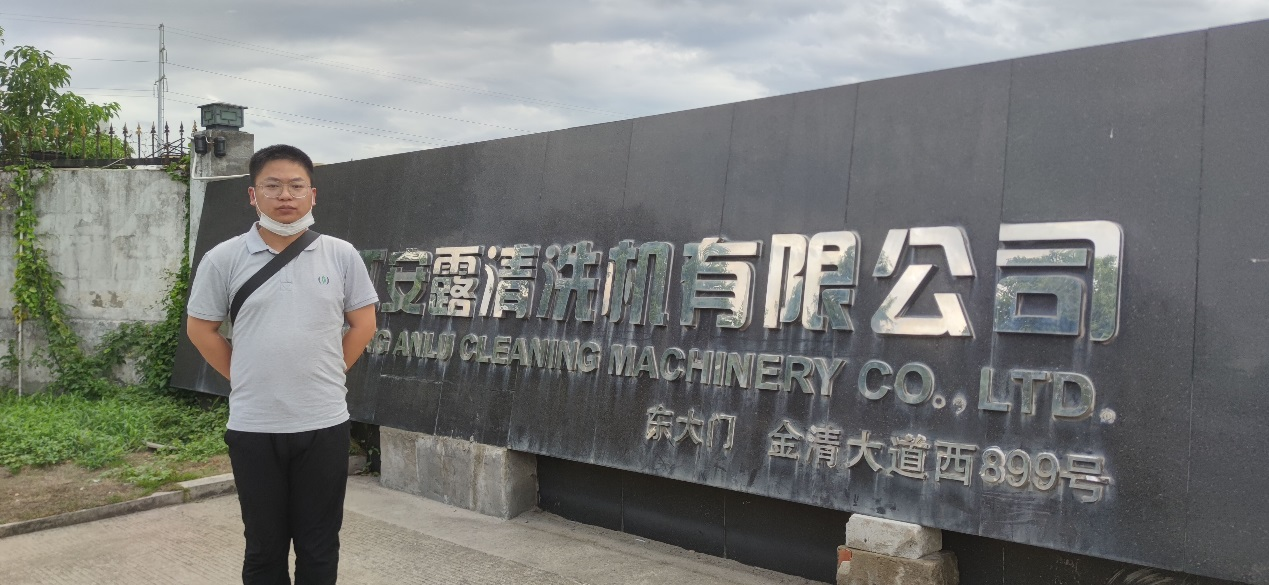 安露清洗机有限公司
ANLU CLEANING MACHINERY CO., LTD.
东大门 金清大道西899号